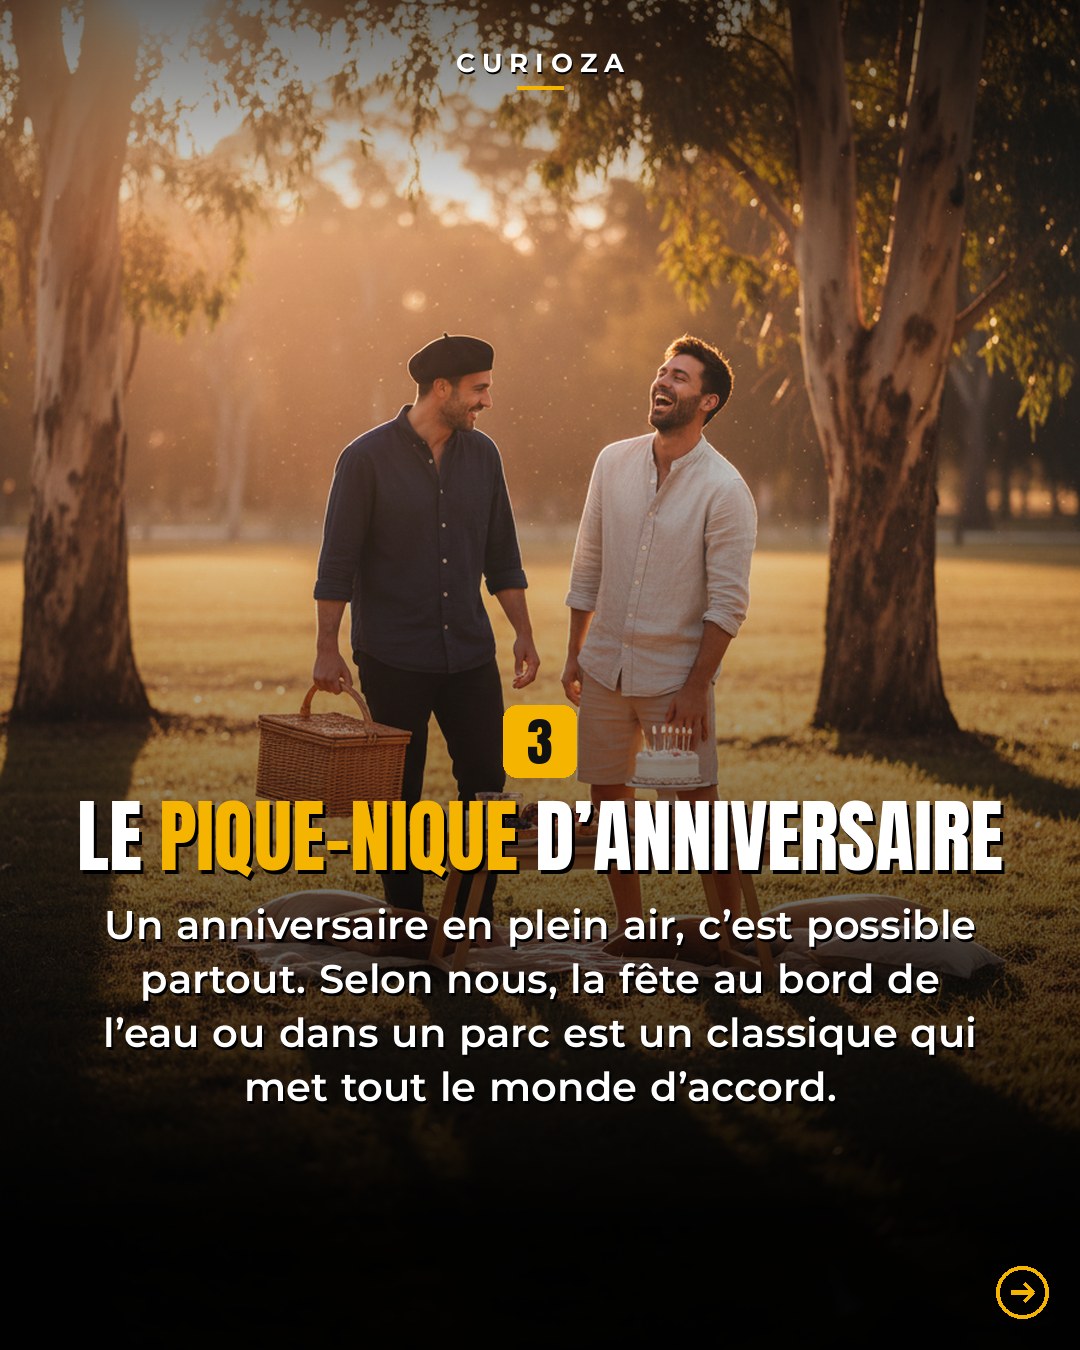 CURIOZA
3
LE PIQUE-NIQUE D’ANNIVERSAIRE
Un anniversaire en plein air, c’est possible
partout. Selon nous, la fête au bord de
l’eau ou dans un parc est un classique qui
met tout le monde d’accord.